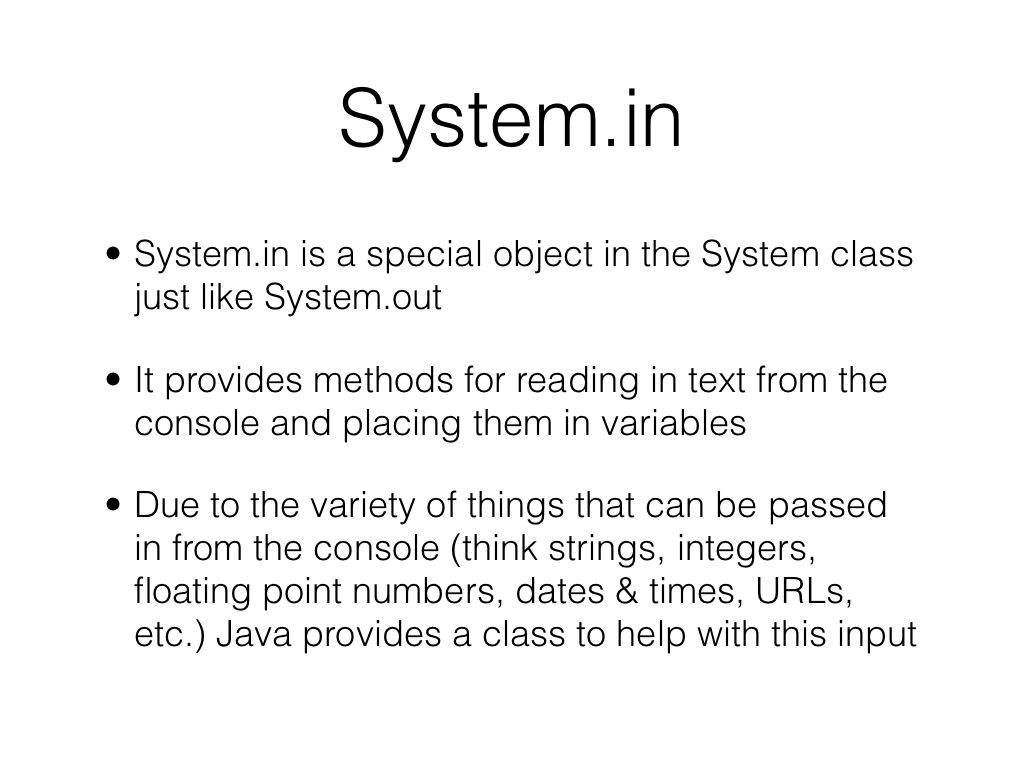 System.in
• System.in is a special object in the System class
just like System.out
• It provides methods for reading in text from the
console and placing them in variables
• Due to the variety of things that can be passed
in from the console (think strings, integers,
floating point numbers, dates & times, URLs,
etc.) Java provides a class to help with this input